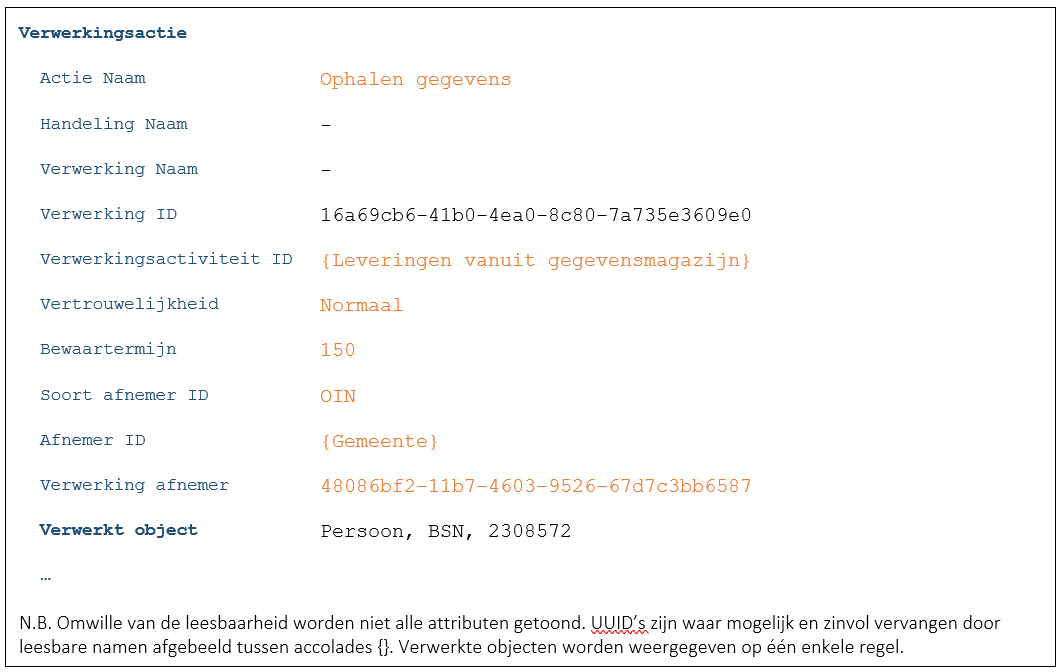 Verwerkingsactie
Actie Naam Ophalen gegevens
Handeling Naam –
Verwerking Naam –
Verwerking ID 16a69cb6-41b0-4ea0-8c80-7a735e3609e0
Verwerkingsactiviteit ID {Leveringen vanuit gegevensmagazijn}
Vertrouwelijkheid Normaal
Bewaartermijn 150
Soort afnemer ID OIN
Afnemer ID {Gemeente}
Verwerking afnemer 48086bf2-11b7-4603-9526-67d7c3bb6587
Verwerkt object Persoon, BSN, 2308572
…
N.B. Omwille van de leesbaarheid worden niet alle attributen getoond. UUID’s zijn waar mogelijk en zinvol vervangen door
leesbare namen afgebeeld tussen accolades {}. Verwerkte objecten worden weergegeven op één enkele regel.